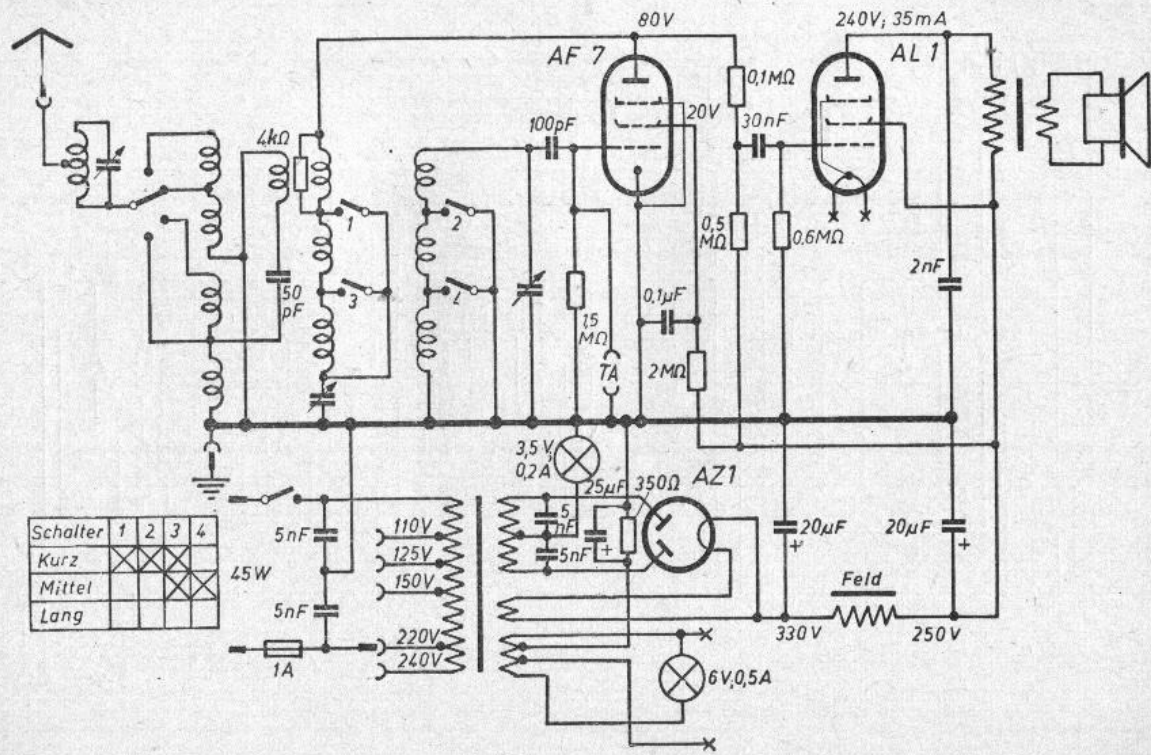 80V
240V; 35mA
AF 7
AL 1
0,1MΩ
20V
100pF
30nF
4kΩ
1
2
0,5
MΩ
0,6MΩ
2nF
50
pF
3
4
1,5
MΩ
0,1µF
TA
2MΩ
3,5V,
0,2A
AZ1
25µF
350Ω
Schalter 1 2 3 4
Kurz
Mittel
Lang
45W
5nF
5nF
1A
110V
125V
150V
220V
240V
5
nF
5nF
+
20µF
+
20µF
+
Feld
330V
250V
6V,0,5A